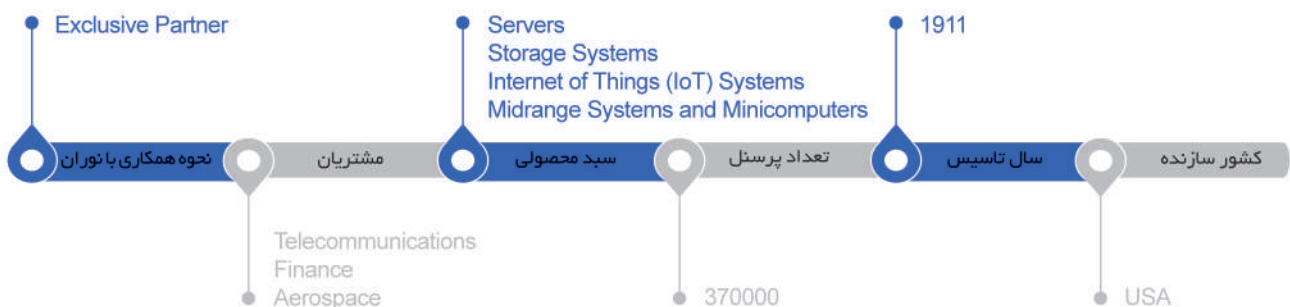 Exclusive Partner
Servers
Storage Systems
Internet of Things (IoT) Systems
Midrange Systems and Minicomputers
1911
کشور سازنده
سال تاسیس
تعداد پرسنل
سبد محصولی
مشتریان
نحوه همکاری با نوران
Telecommunications
Finance
Aerospace
370000
USA